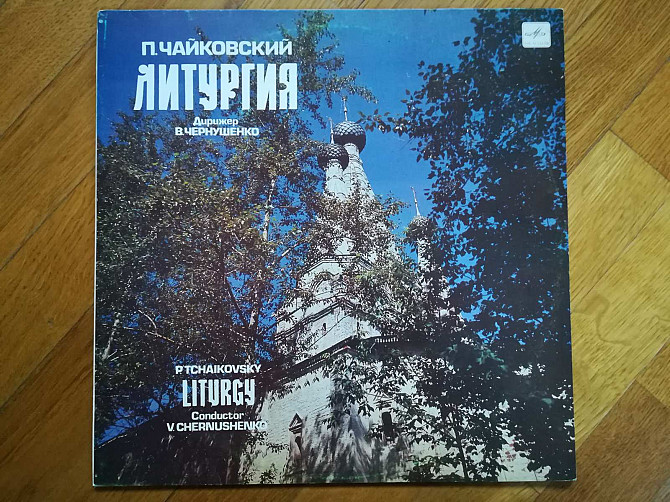 П. ЧАЙКОВСКИЙ
ЛИТУРГИЯ
Дирижер
В. ЧЕРНУШЕНКО
P. TCHAIKOVSKY
LITURGY
Conductor
V. CHERNUSHENKO